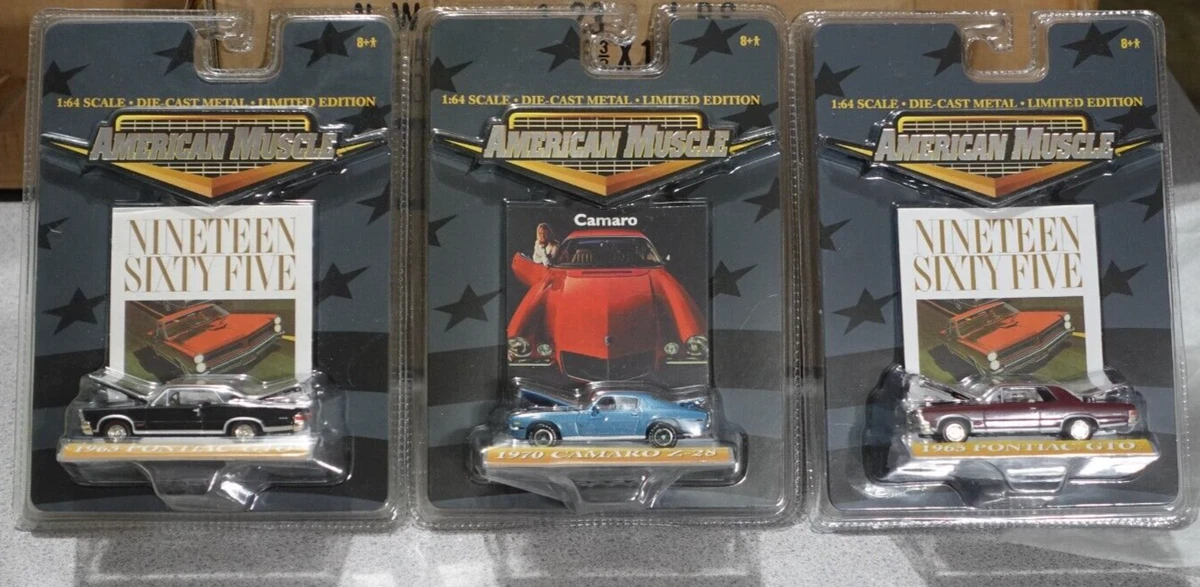 8+
1:64 SCALE • DIE-CAST METAL • LIMITED EDITION
AMERICAN MUSCLE
NINETEEN
SIXTY FIVE
1965 PONTIAC GTO
8+
1:64 SCALE • DIE-CAST METAL • LIMITED EDITION
AMERICAN MUSCLE
Camaro
1970 CAMARO Z-28
8+
1:64 SCALE • DIE-CAST METAL • LIMITED EDITION
AMERICAN MUSCLE
NINETEEN
SIXTY FIVE
1965 PONTIAC GTO